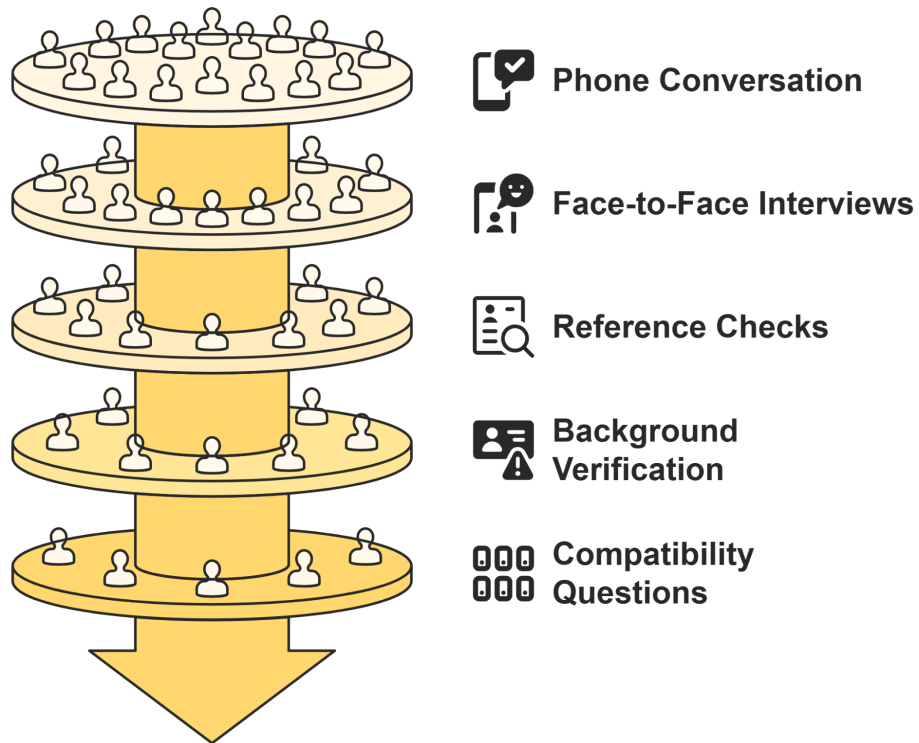 Phone Conversation
Face-to-Face Interviews
Reference Checks
Background
Verification
Compatibility
Questions